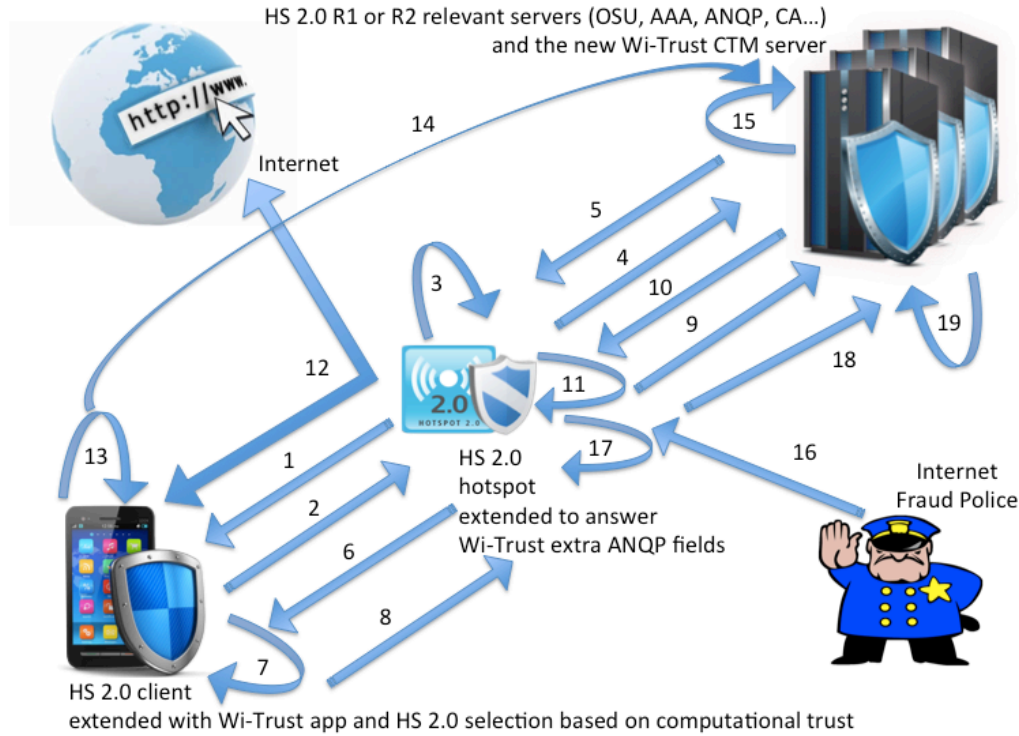 HS 2.0 R1 or R2 relevant servers (OSU, AAA, ANQP, CA...)
and the new Wi-Trust CTM server
http://www.
Internet
14
15
5
4
10
9
3
19
18
12
11
2.0
HOTSPOT 2.0
17
16
13
1
2
HS 2.0
hotspot
extended to answer
Wi-Trust extra ANQP fields
Internet
Fraud Police
6
8
7
HS 2.0 client
extended with Wi-Trust app and HS 2.0 selection based on computational trust